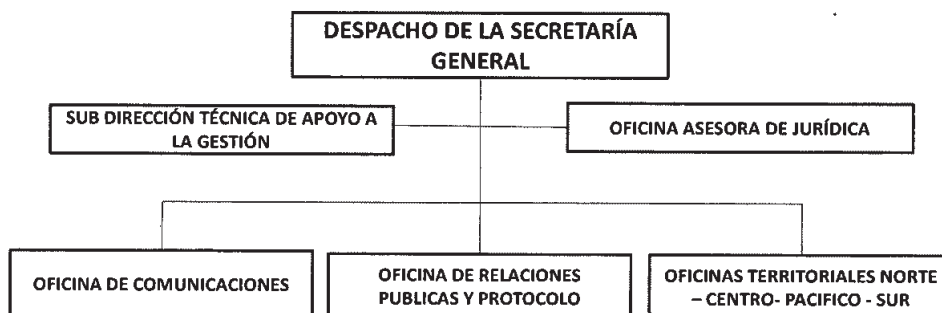 DESPACHO DE LA SECRETARÍA
GENERAL
SUB DIRECCIÓN TÉCNICA DE APOYO A
LA GESTIÓN
OFICINA ASESORA DE JURÍDICA
OFICINA DE COMUNICACIONES
OFICINA DE RELACIONES
PUBLICAS Y PROTOCOLO
OFICINAS TERRITORIALES NORTE
– CENTRO- PACIFICO - SUR